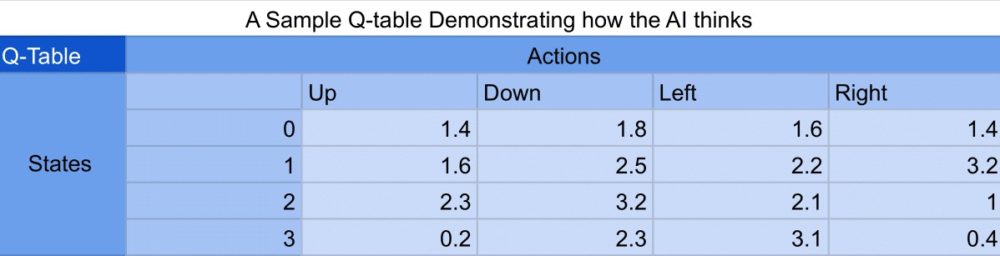 A Sample Q-table Demonstrating how the AI thinks
Q-Table Actions
Up Down Left Right
0 1.4 1.8 1.6 1.4
States
1 1.6 2.5 2.2 3.2
2 2.3 3.2 2.1 1
3 0.2 2.3 3.1 0.4